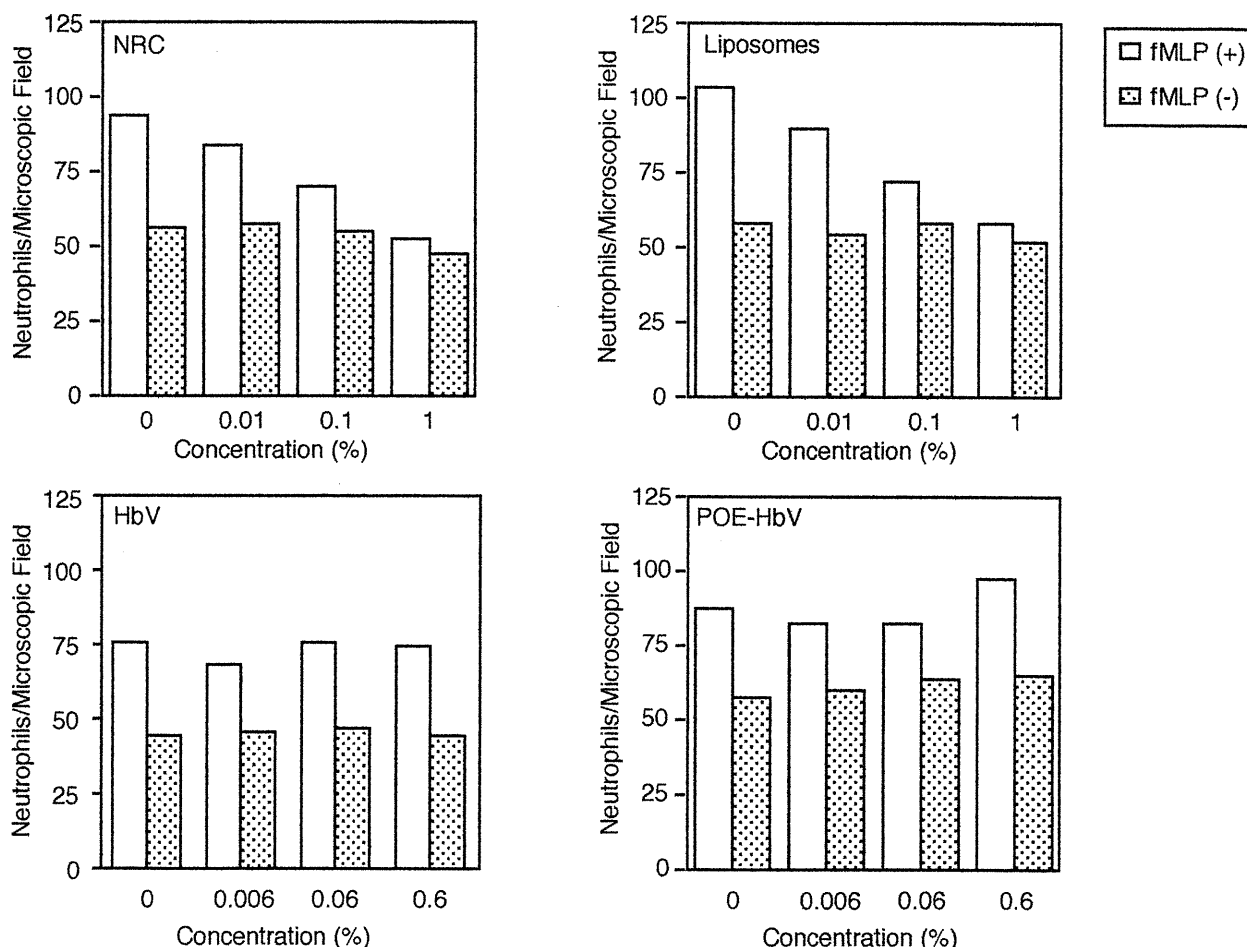 NRC
Neutrophils/Microscopic Field
125
100
75
50
25
0
0 0.01 0.1 1
Concentration (%)
Liposomes
Neutrophils/Microscopic Field
125
100
75
50
25
0
0 0.01 0.1 1
Concentration (%)
fMLP (+)
fMLP (-)
HbV
Neutrophils/Microscopic Field
125
100
75
50
25
0
0 0.006 0.06 0.6
Concentration (%)
POE-HbV
Neutrophils/Microscopic Field
125
100
75
50
25
0
0 0.006 0.06 0.6
Concentration (%)